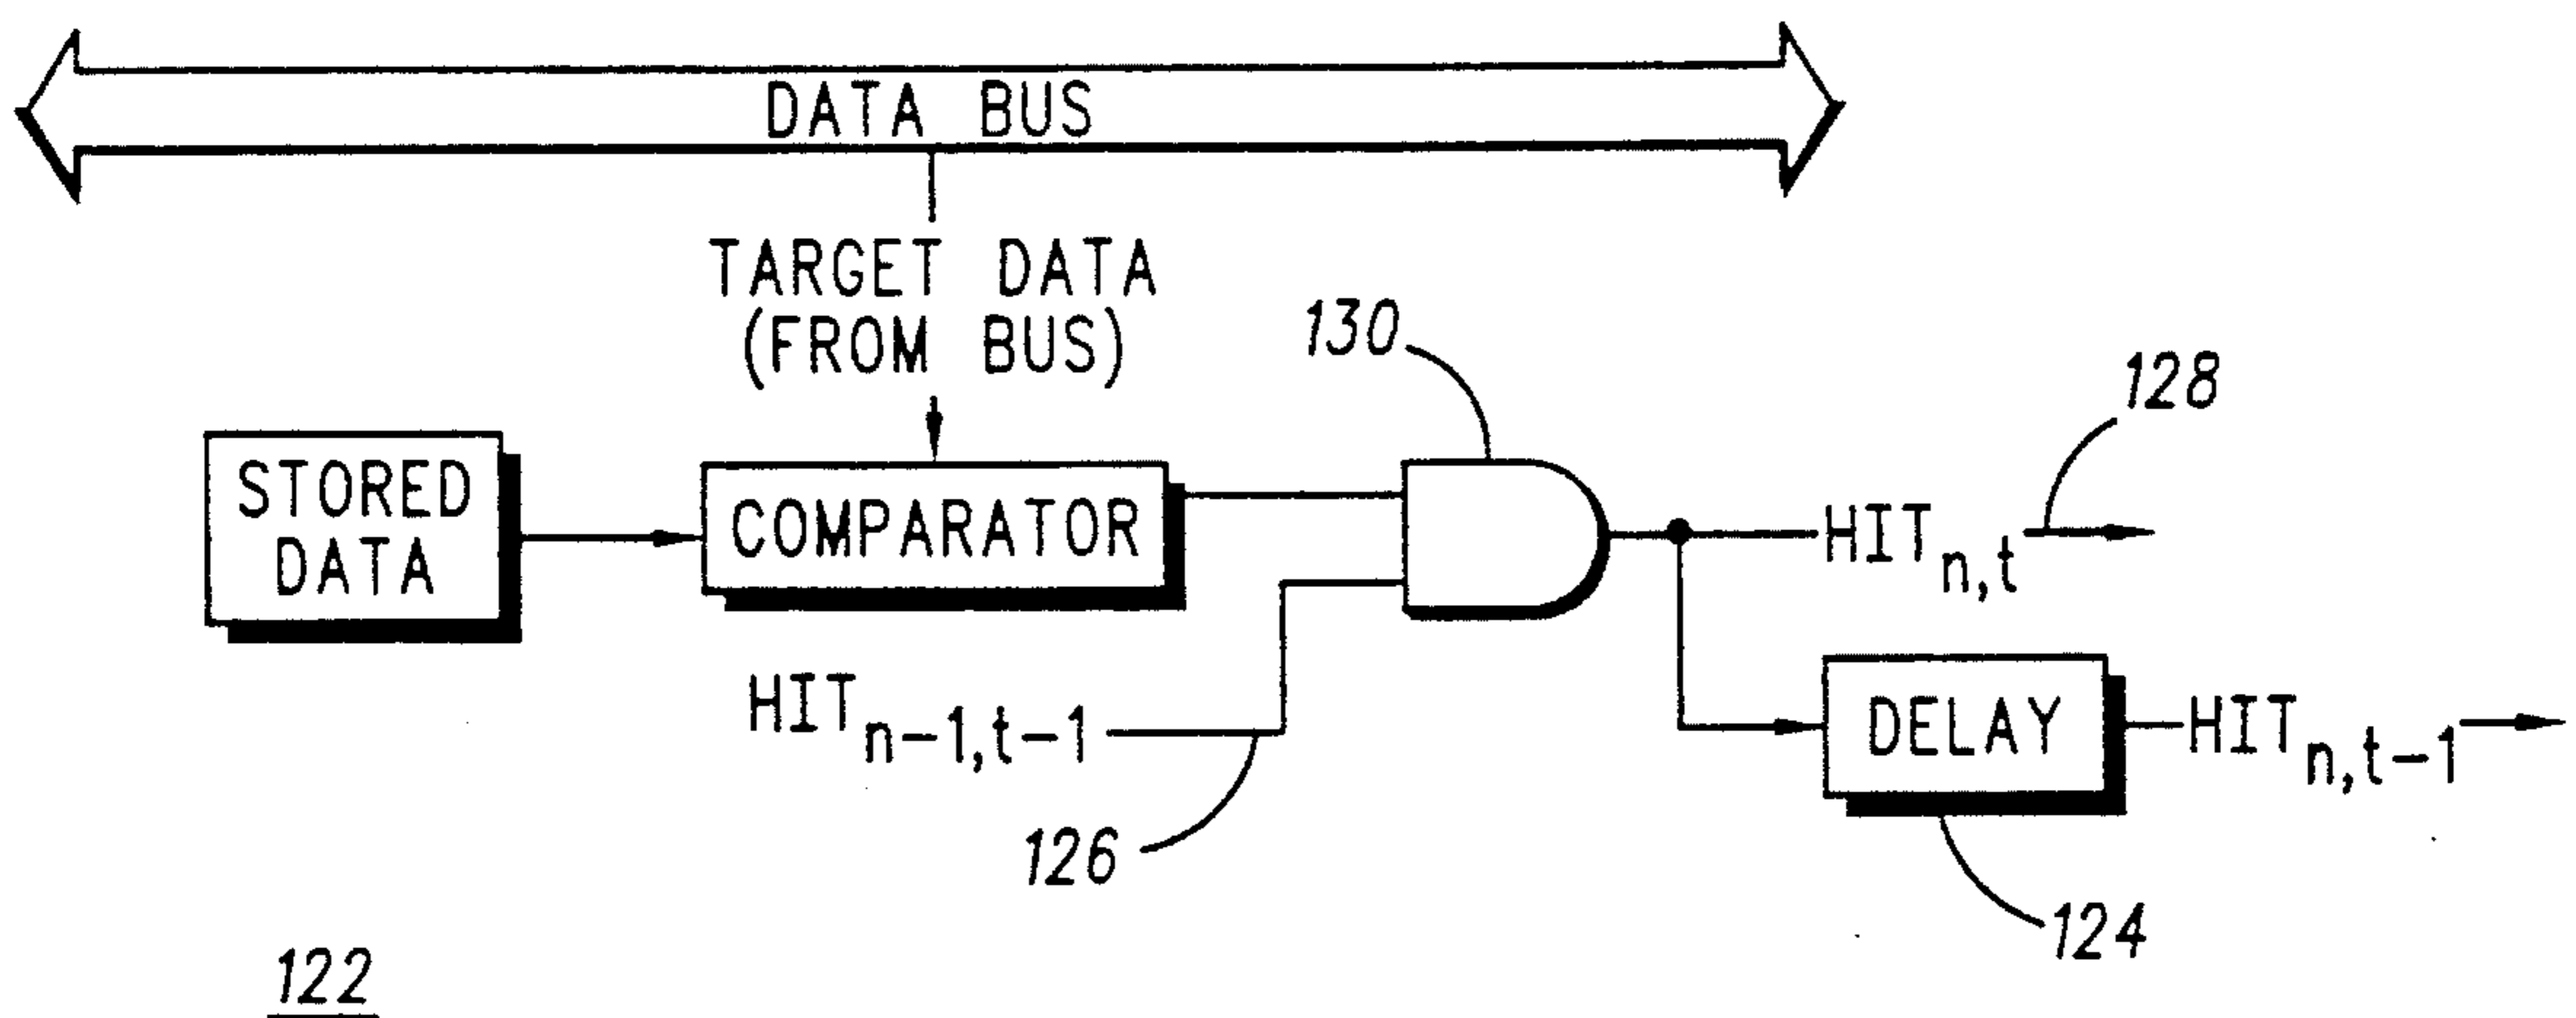 DATA BUS
TARGET DATA
(FROM BUS)
130
128
STORED
DATA
COMPARATOR
HITn,t
HITn-1,t-1
DELAY
HITn,t-1
126
124
122